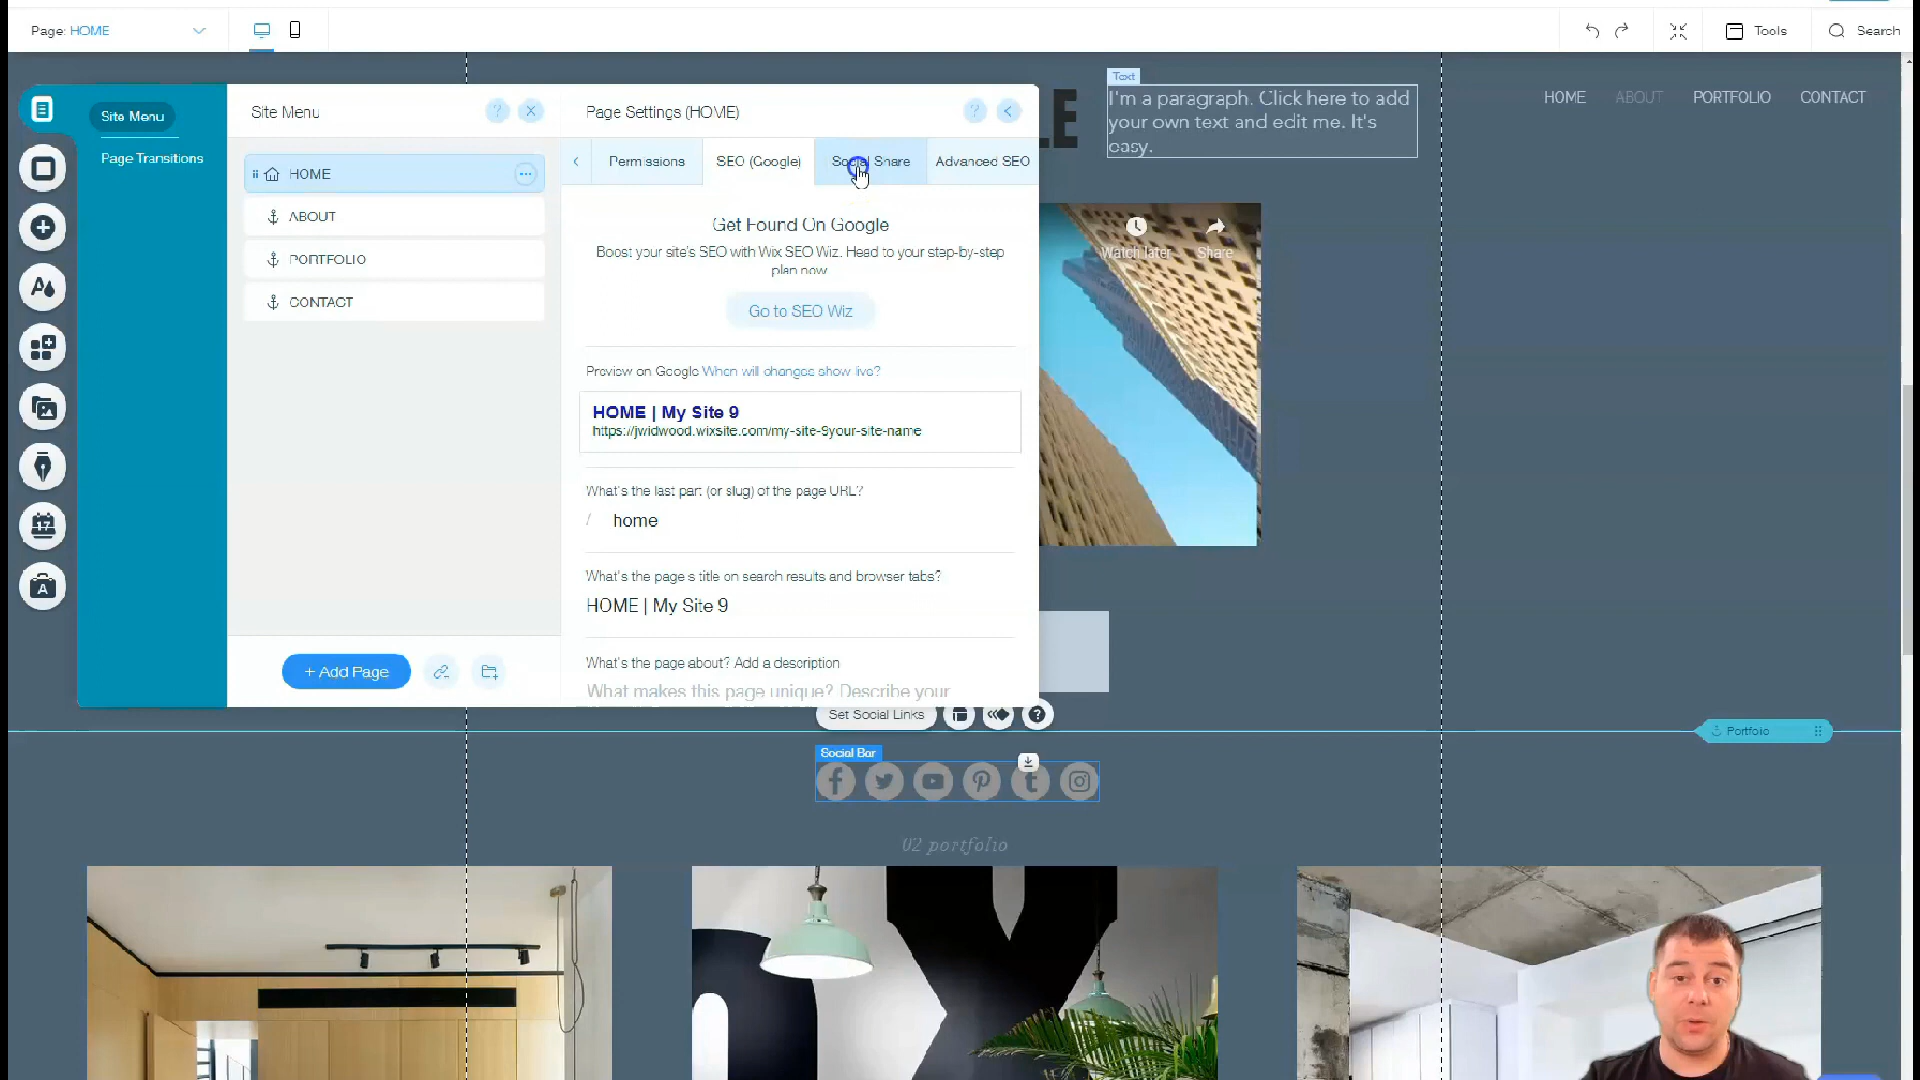 Page: HOME
Tools
Search
Site Menu
Page Transitions
Site Menu
?
HOME
ABOUT
PORTFOLIO
CONTACT
+ Add Page
Page Settings (HOME)
?
Permissions
SEO (Google)
Social Share
Advanced SEO
Get Found On Google
Boost your site's SEO with Wix SEO Wiz. Head to your step-by-step
plan now
Go to SEO Wiz
Preview on Google When will changes show live?
HOME | My Site 9
https://jwidwood.wixsite.com/my-site-9your-site-name
What's the last part (or slug) of the page URL?
/ home
What's the page's title on search results and browser tabs?
HOME | My Site 9
What's the page about? Add a description
What makes this page unique? Describe your
Text
I'm a paragraph. Click here to add
your own text and edit me. It's
easy.
HOME
ABOUT
PORTFOLIO
CONTACT
LE
Watch later
Share
17
A
Set Social Links
?
Portfolio
Social Bar
02 portfolio